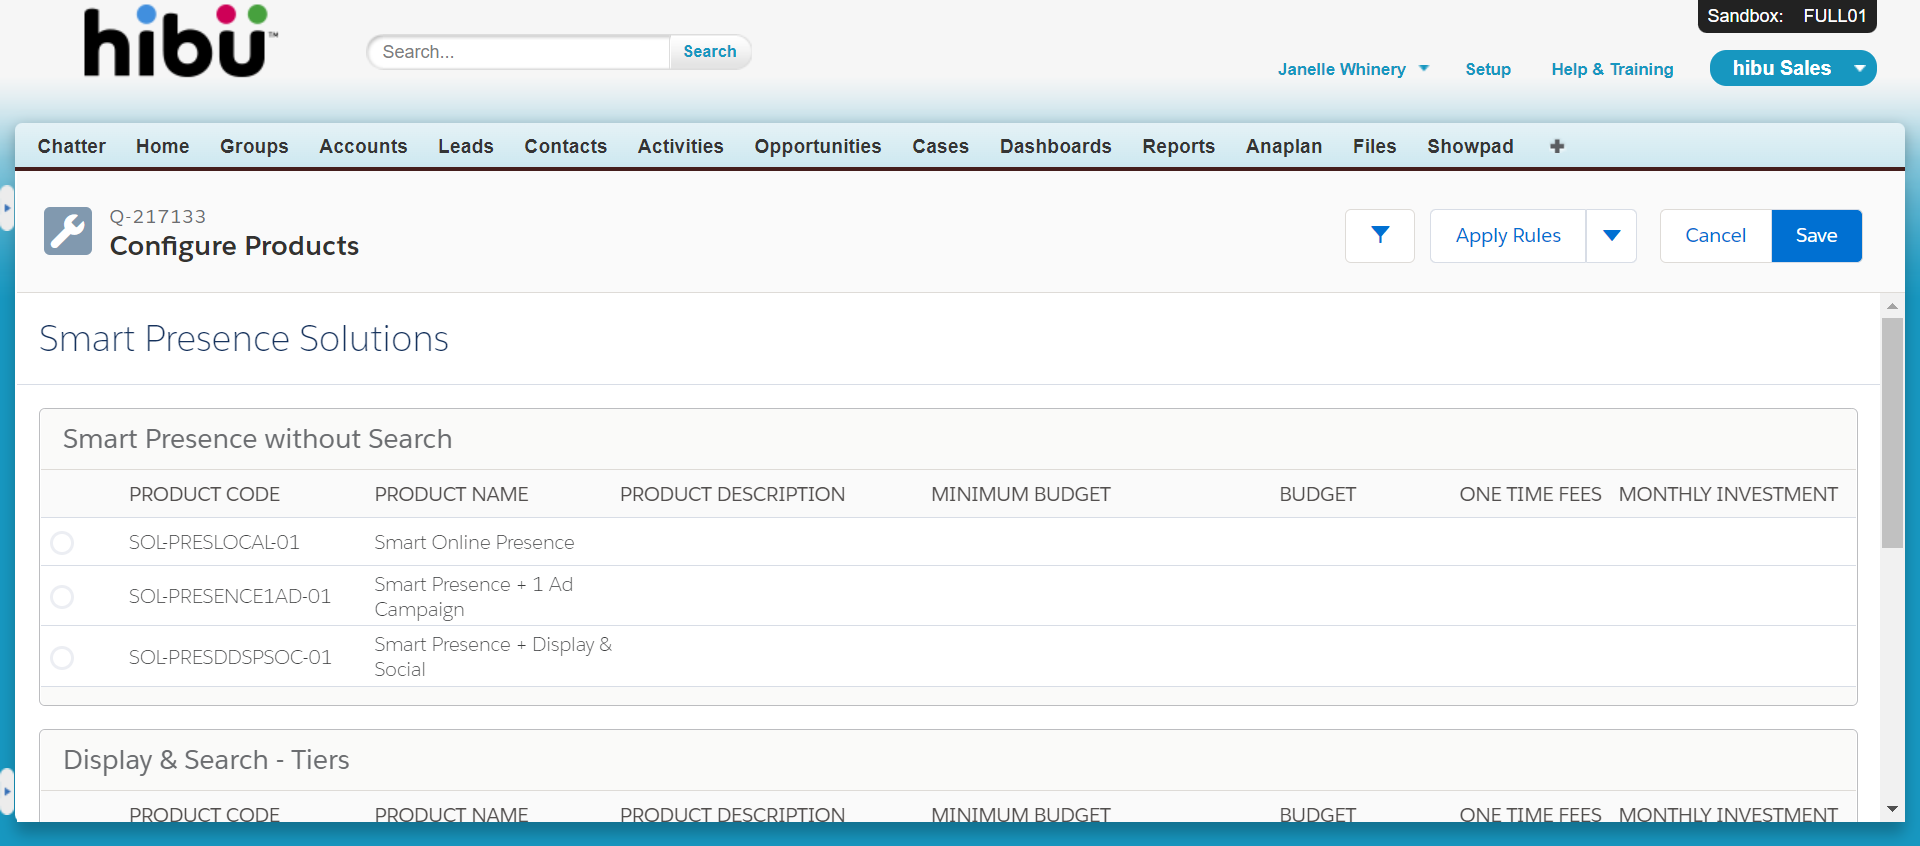 hibü™
Search...
Search
Sandbox: FULL01
Janelle Whinery
Setup
Help & Training
hibu Sales
Chatter Home Groups Accounts Leads Contacts Activities Opportunities Cases Dashboards Reports Anaplan Files Showpad
Q-217133
Configure Products
Apply Rules
Cancel
Save
Smart Presence Solutions
Smart Presence without Search
PRODUCT CODE PRODUCT NAME PRODUCT DESCRIPTION MINIMUM BUDGET BUDGET ONE TIME FEES MONTHLY INVESTMENT
SOL-PRESLOCAL-01 Smart Online Presence
SOL-PRESENCE1AD-01 Smart Presence + 1 Ad
Campaign
SOL-PRESDDSPSOC-01 Smart Presence + Display &
Social
Display & Search - Tiers
PRODUCT CODE PRODUCT NAME PRODUCT DESCRIPTION MINIMUM BUDGET BUDGET ONE TIME FEES MONTHLY INVESTMENT